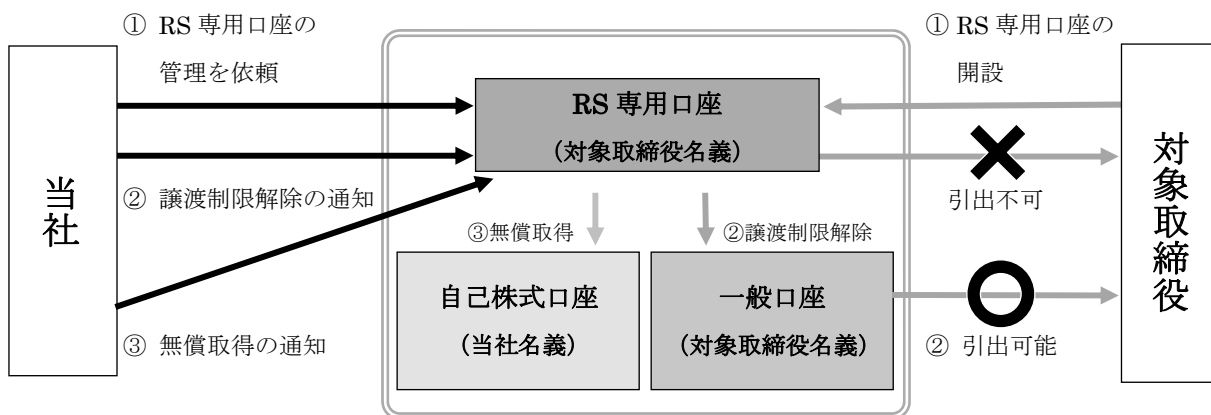 ① RS 専用口座の
管理を依頼
当社
② 譲渡制限解除の通知
③ 無償取得の通知
RS 専用口座
(対象取締役名義)
③無償取得
②譲渡制限解除
自己株式口座
(当社名義)
一般口座
(対象取締役名義)
① RS 専用口座の
開設
引出不可
② 引出可能
対象取締役